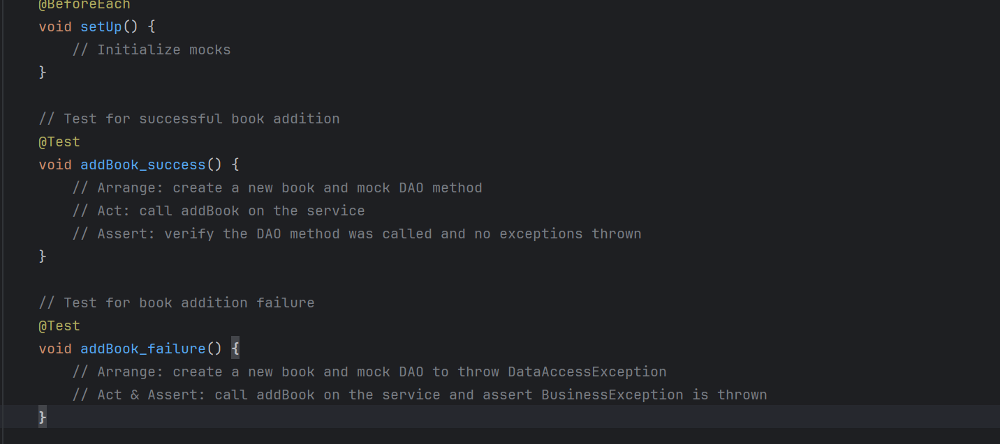 @BeforeEach
void setUp() {
// Initialize mocks
}
// Test for successful book addition
@Test
void addBook_success() {
// Arrange: create a new book and mock DAO method
// Act: call addBook on the service
// Assert: verify the DAO method was called and no exceptions thrown
}
// Test for book addition failure
@Test
void addBook_failure() {
// Arrange: create a new book and mock DAO to throw DataAccessException
// Act & Assert: call addBook on the service and assert BusinessException is thrown
}